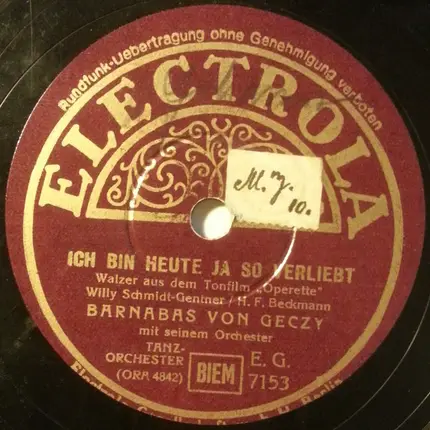 Rundfunk-Uebertragung ohne Genehmigung verboten
ELECTROLA
M. J.
10.
ICH BIN HEUTE JA SO VERLIEBT
Walzer aus dem Tonfilm „Operette"
Willy Schmidt-Gentner / H. F. Beckmann
BARNABAS VON GECZY
mit seinem Orchester
TANZ-
ORCHESTER
(ORA 4842)
BIEM
E. G.
7153
Berlin